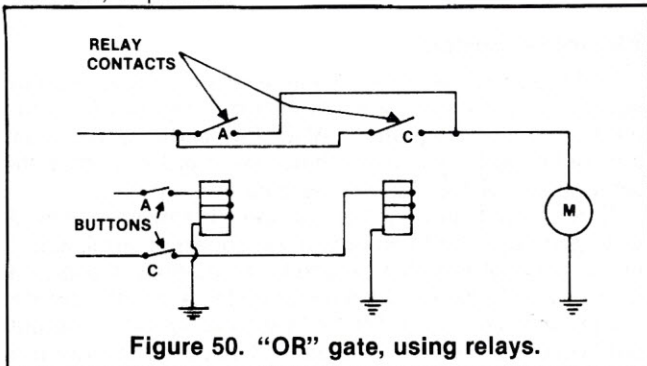 RELAY
CONTACTS
A
C
A
BUTTONS
C
M
Figure 50. "OR" gate, using relays.